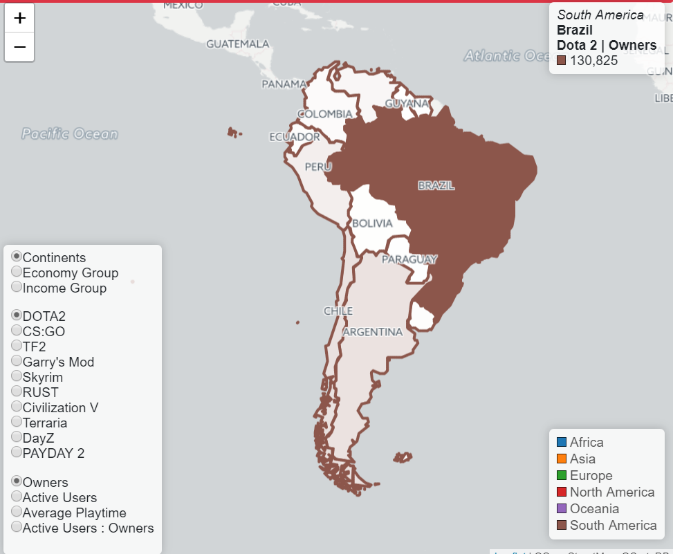 MEXICO
CUBA
South America
Brazil
Dota 2 | Owners
130,825
+
−
GUATEMALA
Atlantic Oce
PANAMA
GUYANA
LIBE
COLOMBIA
Pacific Ocean
ECUADOR
PERU
BRAZIL
BOLIVIA
PARAGUAY
CHILE
ARGENTINA
Continents
Economy Group
Income Group
DOTA2
CS:GO
TF2
Garry's Mod
Skyrim
RUST
Civilization V
Terraria
DayZ
PAYDAY 2
Owners
Active Users
Average Playtime
Active Users : Owners
Africa
Asia
Europe
North America
Oceania
South America